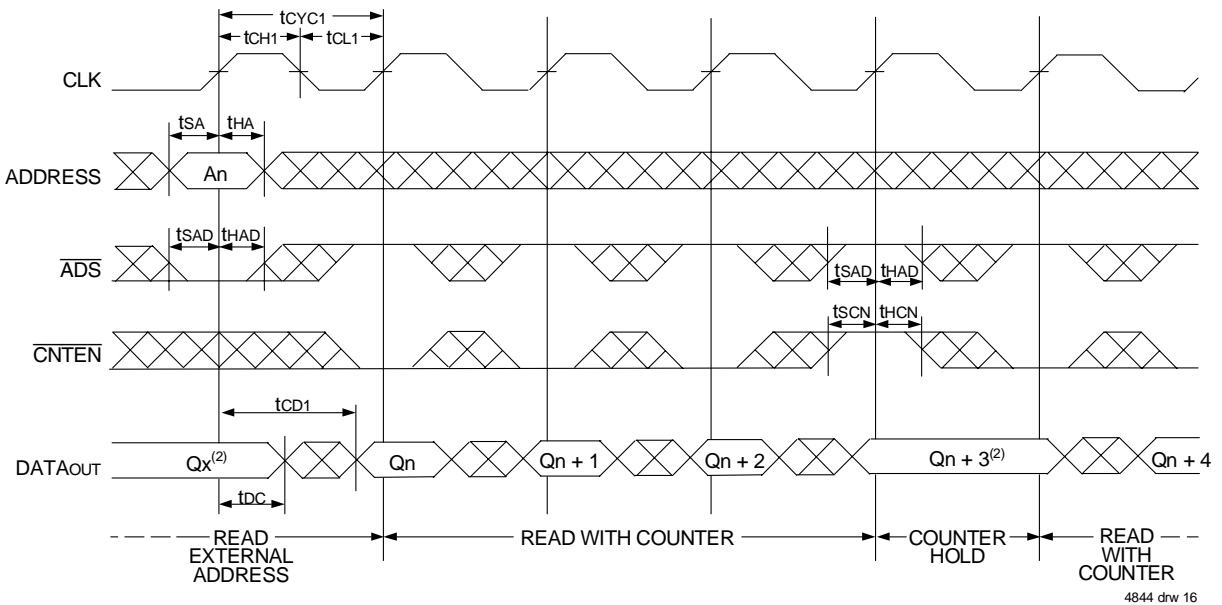 tCYC1
tCH1
tCL1
CLK
tSA
tHA
ADDRESS
An
tSAD
tHAD
ADS
tSAD
tHAD
tSCN
tHCN
CNTEN
tCD1
DATAOUT
Qx(2)
Qn
Qn + 1
Qn + 2
Qn + 3(2)
Qn + 4
tDC
READ
EXTERNAL
ADDRESS
READ WITH COUNTER
COUNTER
HOLD
READ
WITH
COUNTER
4844 drw 16